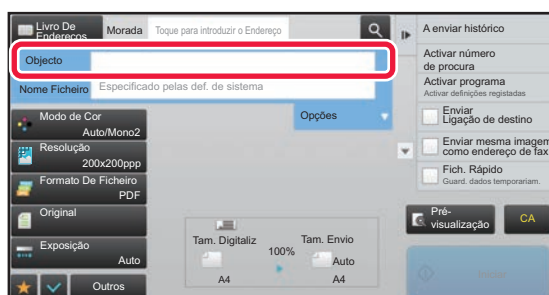 Livro De
Endereços
Morada
Toque para introduzir o Endereço
A enviar histórico
Objecto
Activar número
de procura
Nome Ficheiro
Especificado pelas def. de sistema
Activar programa
Activar definições registadas
Modo de Cor
Auto/Mono2
Opções
Enviar
Ligação de destino
Resolução
200x200ppp
Enviar mesma imagem
como endereço de fax
Formato De Ficheiro
PDF
Fich. Rápido
Guard. dados temporariam.
Original
Pré-
visualização
CA
Exposição
Auto
Tam. Digitaliz
100%
Tam. Envio
Auto
A4
A4
Outros